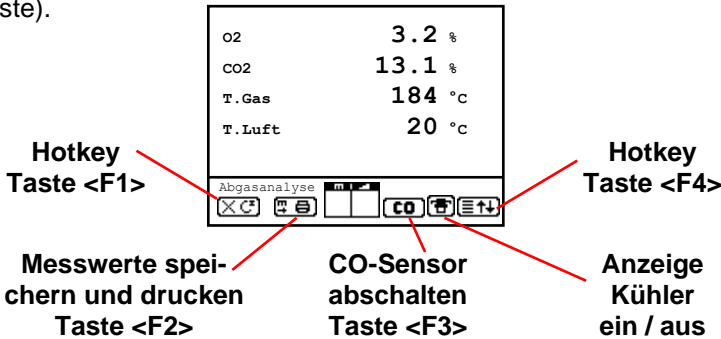 ste).
O2 3.2 %
CO2 13.1 %
T.Gas 184 °C
T.Luft 20 °C
Abgasanalyse m
CO
Hotkey
Taste <F1>
Hotkey
Taste <F4>
Messwerte spei-
chern und drucken
Taste <F2>
CO-Sensor
abschalten
Taste <F3>
Anzeige
Kühler
ein / aus